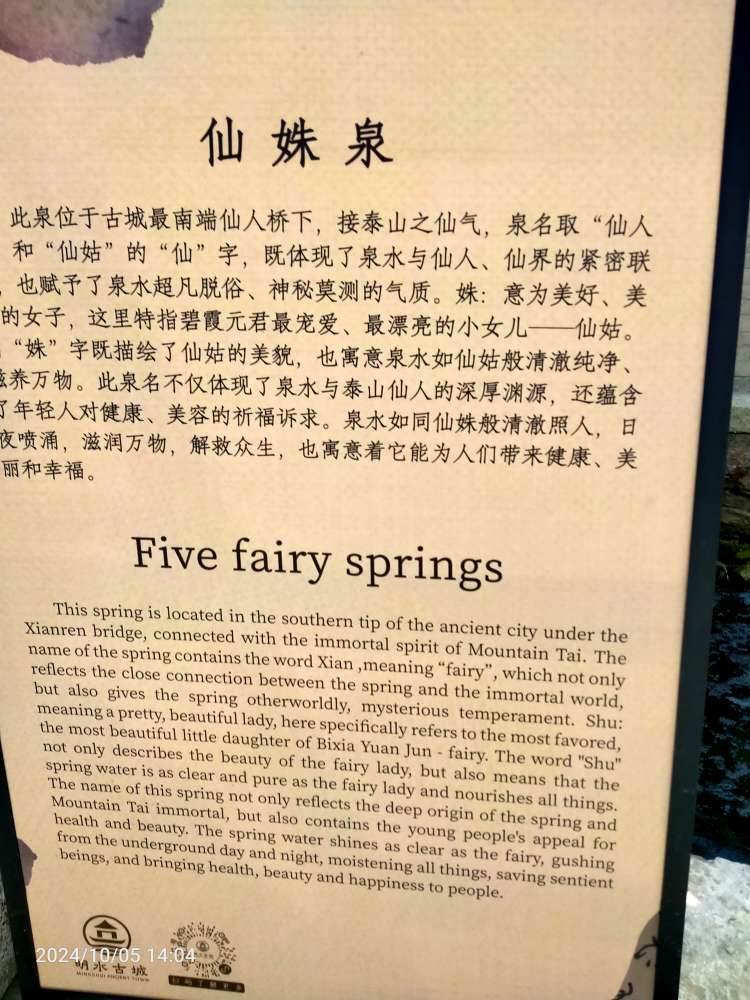 仙姝泉
此泉位于古城最南端仙人桥下，接泰山之仙气，泉名取“仙人
和“仙姑”的“仙”字，既体现了泉水与仙人、仙界的紧密联
，也赋予了泉水超凡脱俗、神秘莫测的气质。姝：意为美好、美
的女子，这里特指碧霞元君最宠爱、最漂亮的小女儿——仙姑。
“姝”字既描绘了仙姑的美貌，也寓意泉水如仙姑般清澈纯净、
滋养万物。此泉名不仅体现了泉水与泰山仙人的深厚渊源，还蕴含
了年轻人对健康、美容的祈福诉求。泉水如同仙姝般清澈照人，日
夜喷涌，滋润万物，解救众生，也寓意着它能为人们带来健康、美
丽和幸福。
Five fairy springs
This spring is located in the southern tip of the ancient city under the
Xianren bridge, connected with the immortal spirit of Mountain Tai. The
name of the spring contains the word Xian ,meaning “fairy”, which not only
reflects the close connection between the spring and the immortal world,
but also gives the spring otherworldly, mysterious temperament. Shu:
meaning a pretty, beautiful lady, here specifically refers to the most favored,
the most beautiful little daughter of Bixia Yuan Jun - fairy. The word "Shu"
not only describes the beauty of the fairy lady, but also means that the
spring water is as clear and pure as the fairy lady and nourishes all things.
The name of this spring not only reflects the deep origin of the spring and
Mountain Tai immortal, but also contains the young people's appeal for
health and beauty. The spring water shines as clear as the fairy, gushing
from the underground day and night, moistening all things, saving sentient
beings, and bringing health, beauty and happiness to people.
2024/10/05 14:04
明水古城
MINGSHUI ANCIENT TOWN
扫码了解更多